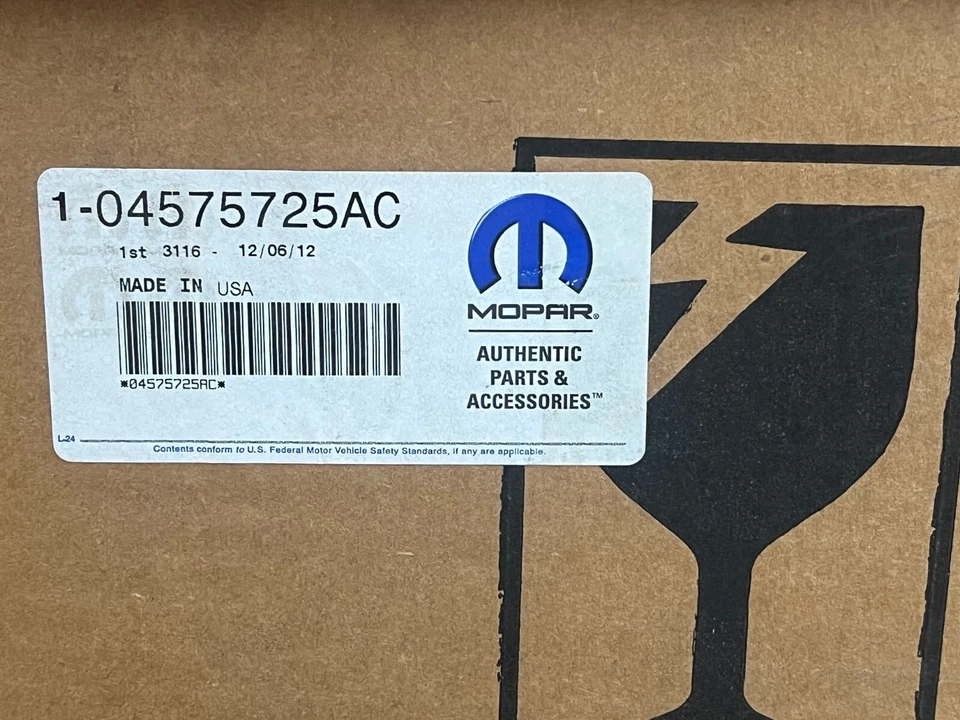 1-04575725AC
1st 3116 - 12/06/12
MADE IN USA
*04575725AC*
MOPAR®
AUTHENTIC
PARTS &
ACCESSORIES™
L-24
Contents conform to U.S. Federal Motor Vehicle Safety Standards, if any are applicable.